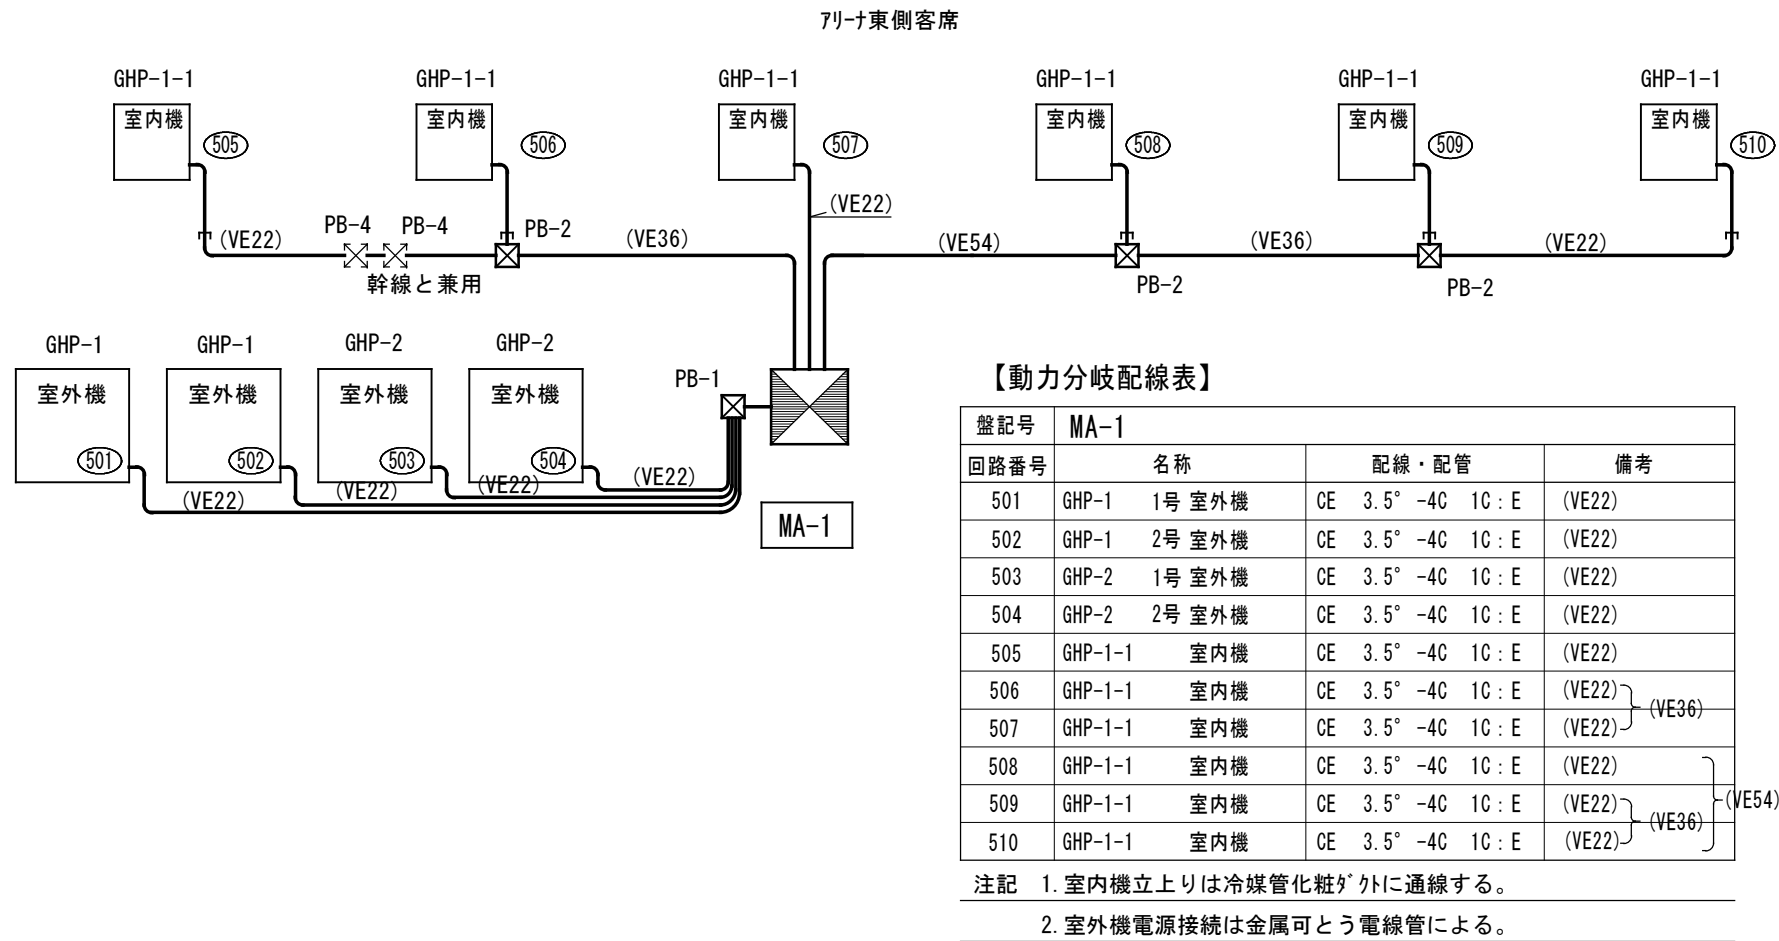 アリーナ東側客席
GHP-1-1 GHP-1-1 GHP-1-1 GHP-1-1 GHP-1-1 GHP-1-1
室内機 室内機 室内機 室内機 室内機 室内機
505 506 507 508 509 510
(VE22)
PB-4 PB-4 PB-2
(VE22) (VE36) (VE54) (VE36) (VE22)
幹線と兼用 PB-2 PB-2
GHP-1 GHP-1 GHP-2 GHP-2
PB-1
室外機 室外機 室外機 室外機
501 502 503 504
(VE22) (VE22) (VE22) (VE22)
MA-1
【動力分岐配線表】
盤記号 MA-1
回路番号 名称 配線・配管 備考
501 GHP-1 1号 室外機 CE 3.5° -4C 1C:E (VE22)
502 GHP-1 2号 室外機 CE 3.5° -4C 1C:E (VE22)
503 GHP-2 1号 室外機 CE 3.5° -4C 1C:E (VE22)
504 GHP-2 2号 室外機 CE 3.5° -4C 1C:E (VE22)
505 GHP-1-1 室内機 CE 3.5° -4C 1C:E (VE22)
506 GHP-1-1 室内機 CE 3.5° -4C 1C:E (VE22)
(VE36)
507 GHP-1-1 室内機 CE 3.5° -4C 1C:E (VE22)
508 GHP-1-1 室内機 CE 3.5° -4C 1C:E (VE22)
509 GHP-1-1 室内機 CE 3.5° -4C 1C:E (VE22) (VE54)
(VE36)
510 GHP-1-1 室内機 CE 3.5° -4C 1C:E (VE22)
注記 1.室内機立上りは冷媒管化粧ダクトに通線する。
2.室外機電源接続は金属可とう電線管による。